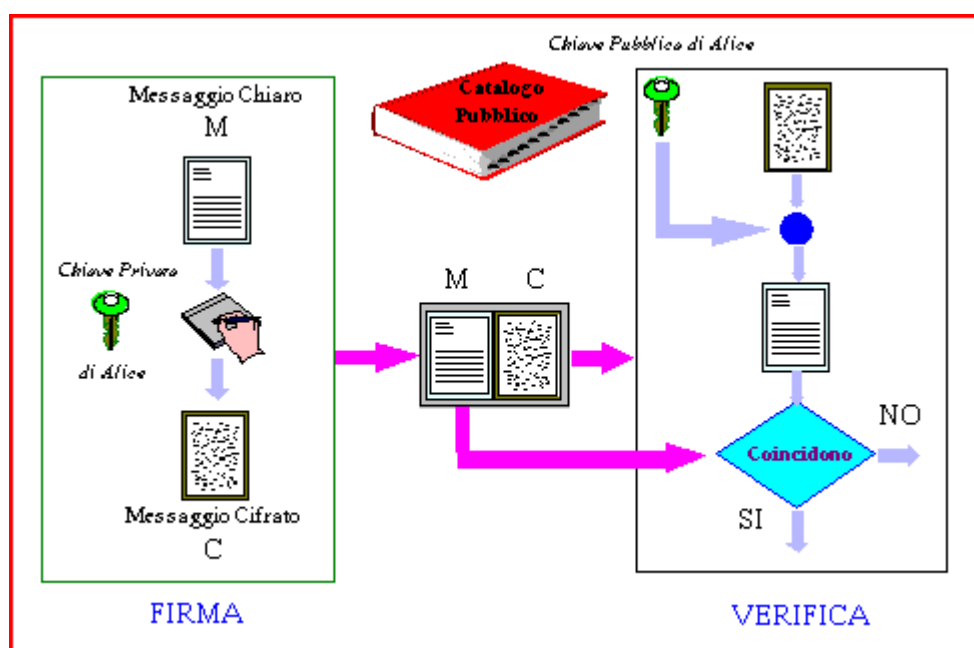 Chiave Pubblica di Alice
Messaggio Chiaro
M
Catalogo
Pubblico
Chiave Privata
di Alice
M C
Messaggio Cifrato
C
Coincidono
NO
SI
FIRMA
VERIFICA